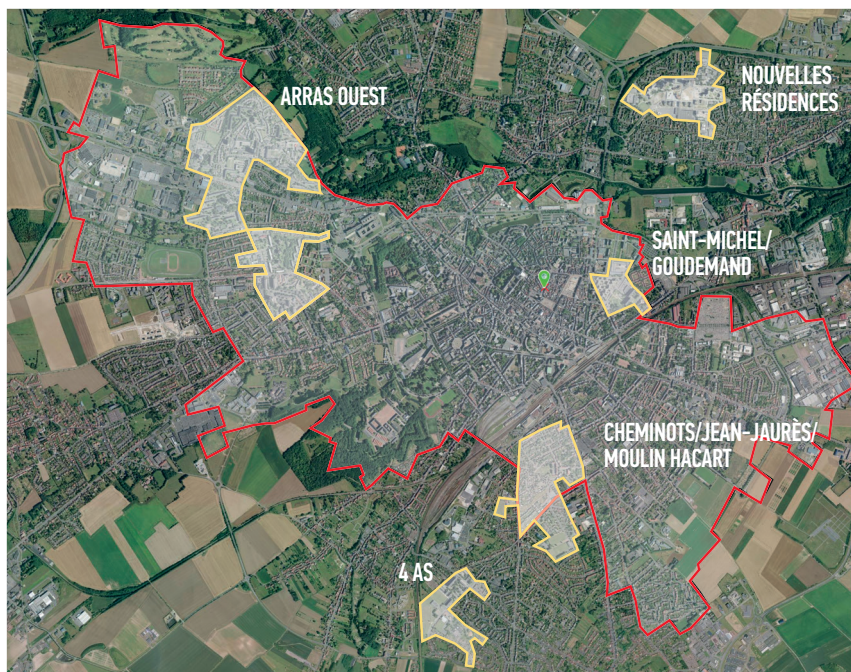 ARRAS OUEST
NOUVELLES
RÉSIDENCES
SAINT-MICHEL/
GOUDEMAND
CHEMINOTS/JEAN-JAURÈS/
MOULIN HACART
4 AS